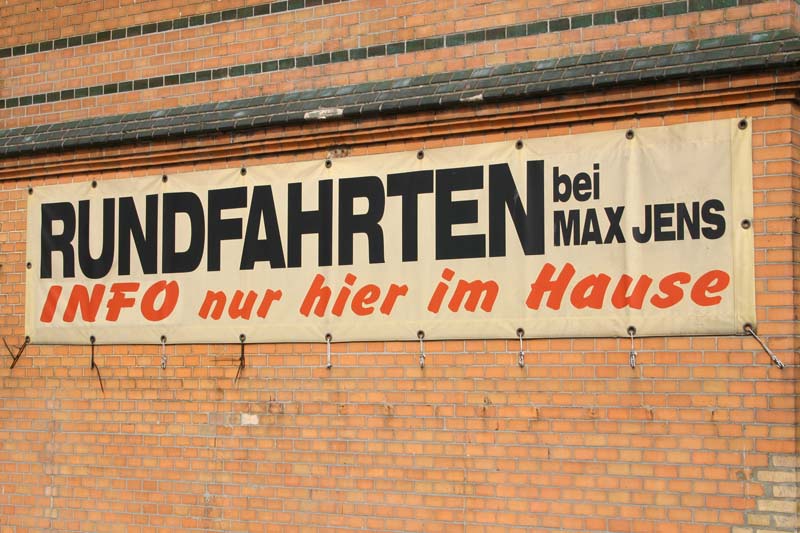 RUNDFAHRTEN bei
MAX JENS
INFO nur hier im Hause